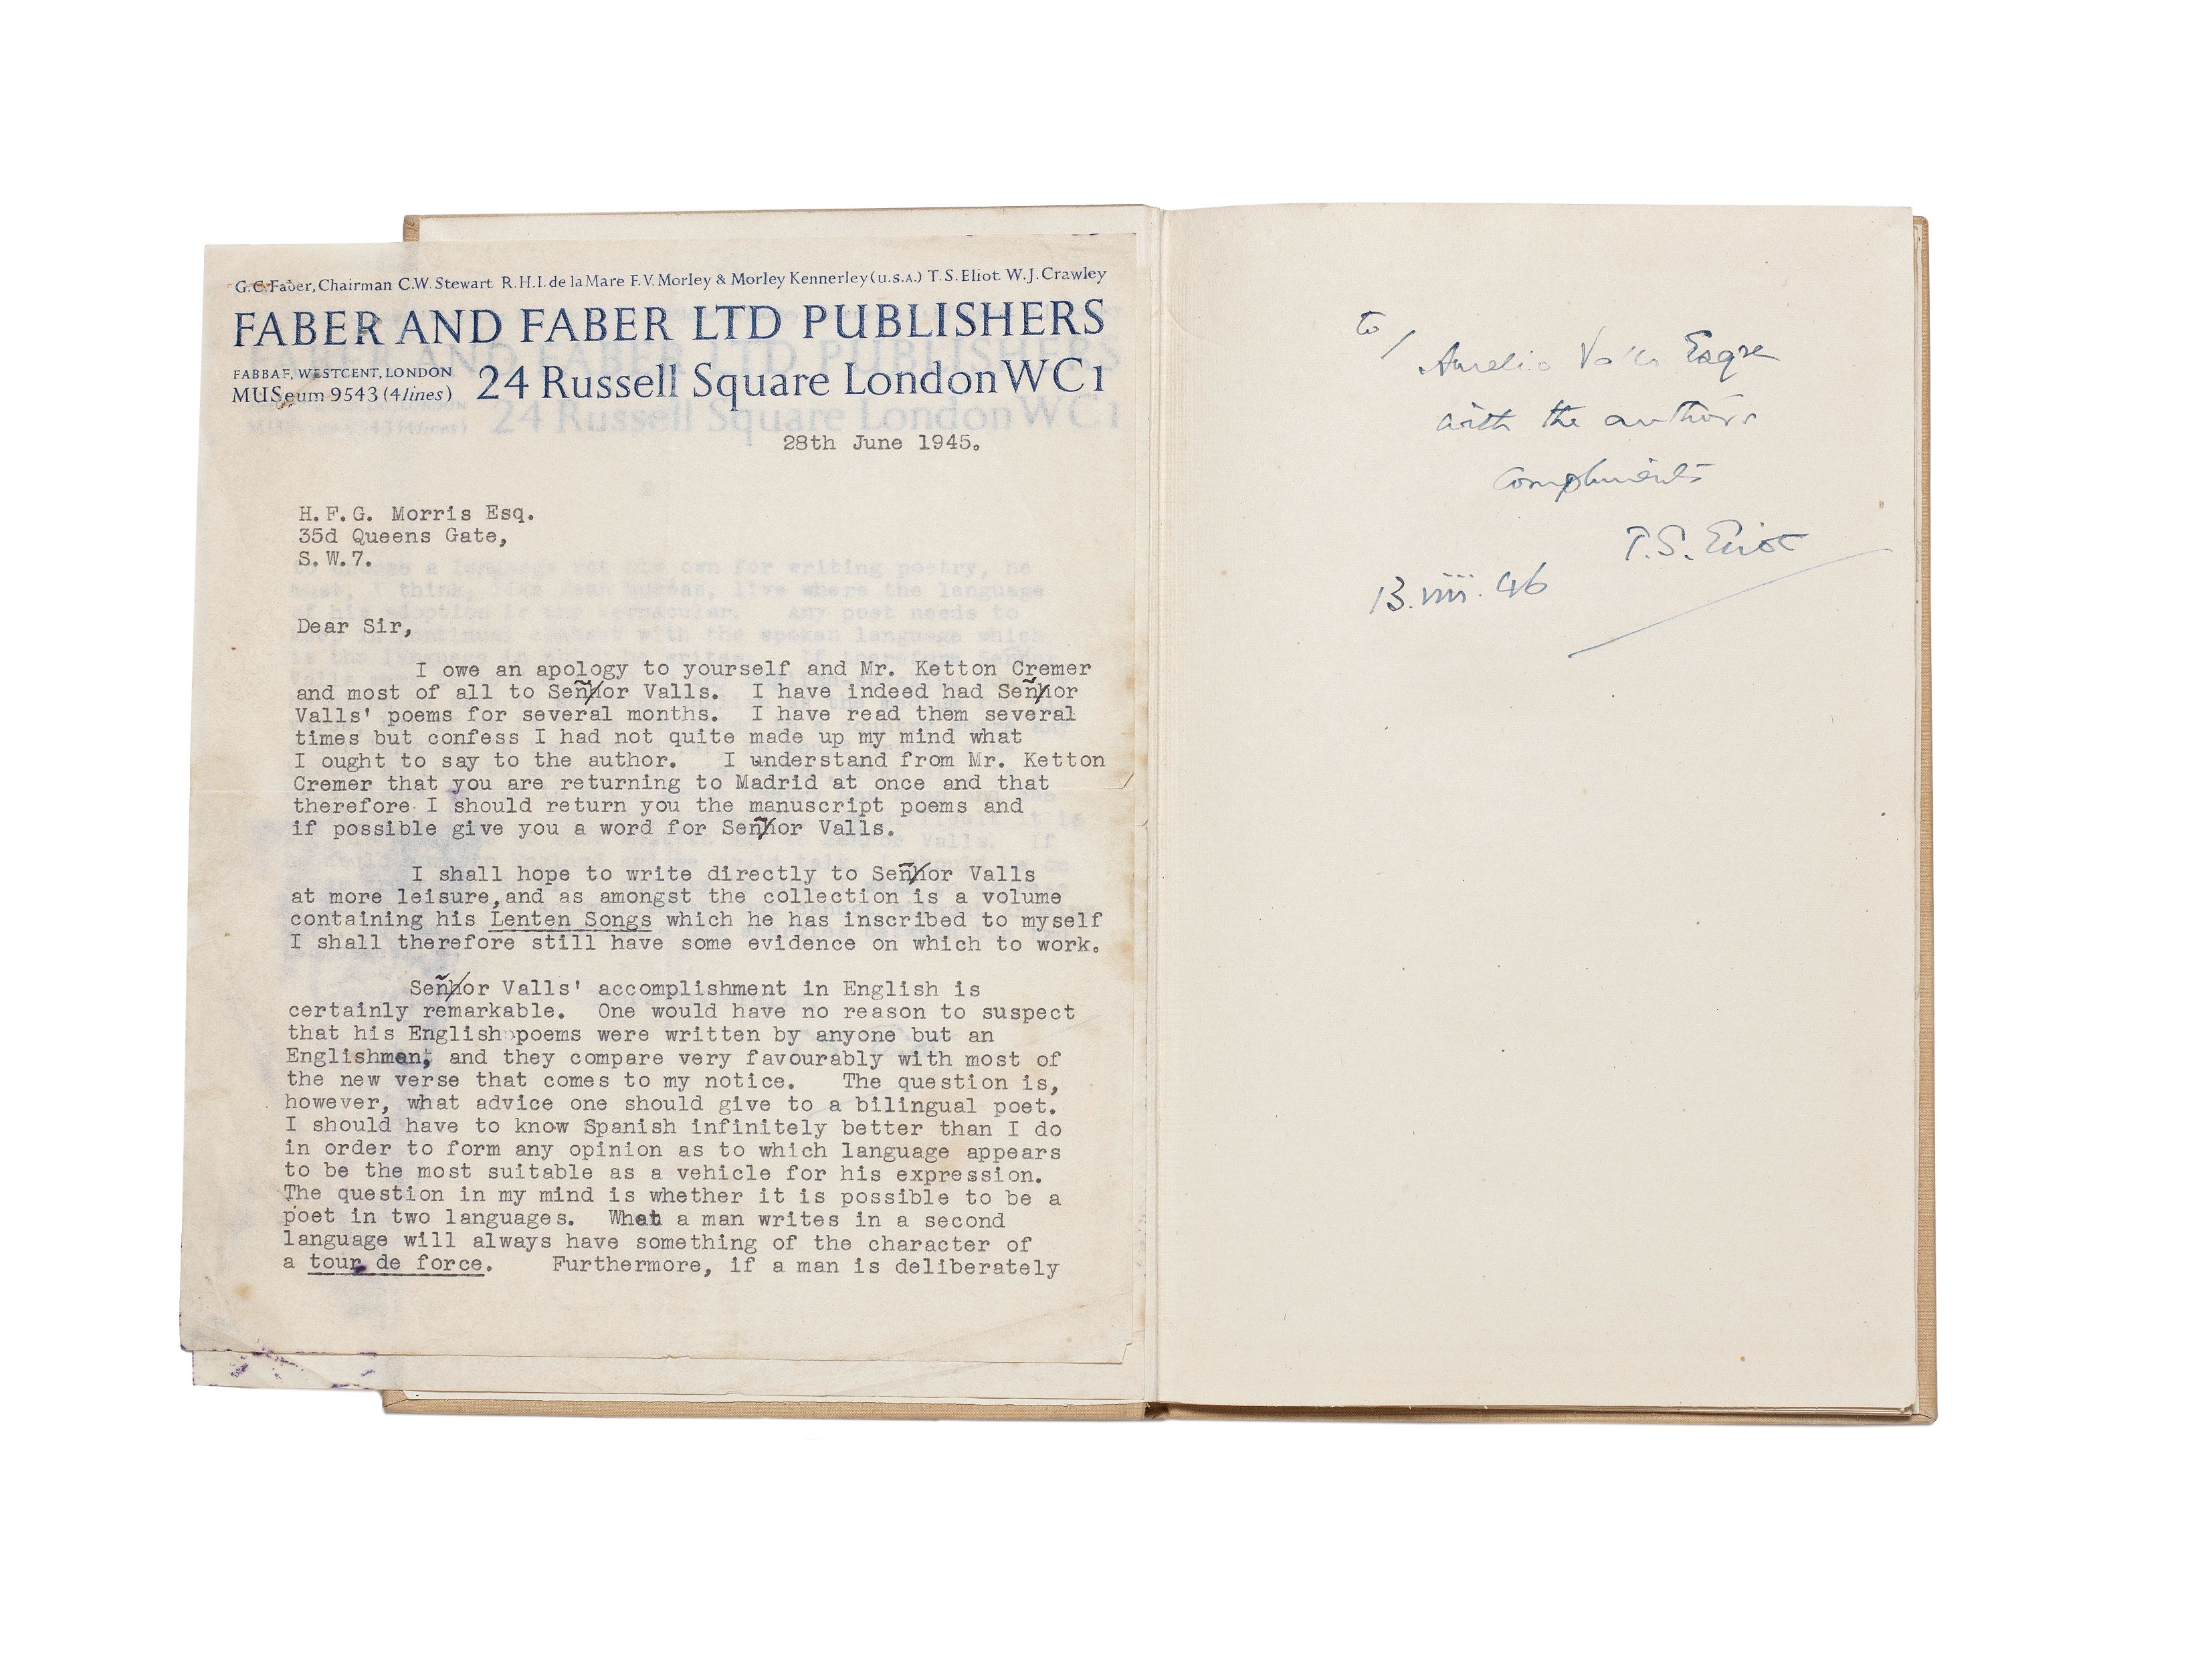 G.C.Faber, Chairman C.W. Stewart R.H.I. de la Mare F.V. Morley & Morley Kennerley (U.S.A.) T.S. Eliot W.J. Crawley
FABER AND FABER LTD PUBLISHERS
FABBAF, WESTCENT, LONDON
MUSeum 9543 (4 lines)
24 Russell Square London WC1
28th June 1945.
H.F.G. Morris Esq.
35d Queens Gate,
S.W.7.
Dear Sir,
I owe an apology to yourself and Mr. Ketton Cremer
and most of all to Señor Valls. I have indeed had Señor
Valls' poems for several months. I have read them several
times but confess I had not quite made up my mind what
I ought to say to the author. I understand from Mr. Ketton
Cremer that you are returning to Madrid at once and that
therefore I should return you the manuscript poems and
if possible give you a word for Señor Valls.
I shall hope to write directly to Señor Valls
at more leisure, and as amongst the collection is a volume
containing his Lenten Songs which he has inscribed to myself
I shall therefore still have some evidence on which to work.
Señor Valls' accomplishment in English is
certainly remarkable. One would have no reason to suspect
that his English poems were written by anyone but an
Englishman, and they compare very favourably with most of
the new verse that comes to my notice. The question is,
however, what advice one should give to a bilingual poet.
I should have to know Spanish infinitely better than I do
in order to form any opinion as to which language appears
to be the most suitable as a vehicle for his expression.
The question in my mind is whether it is possible to be a
poet in two languages. What a man writes in a second
language will always have something of the character of
a tour de force. Furthermore, if a man is deliberately
to/
Aurelio Valls Esqre
with the author's
compliments
T.S. Eliot
13.viii.46